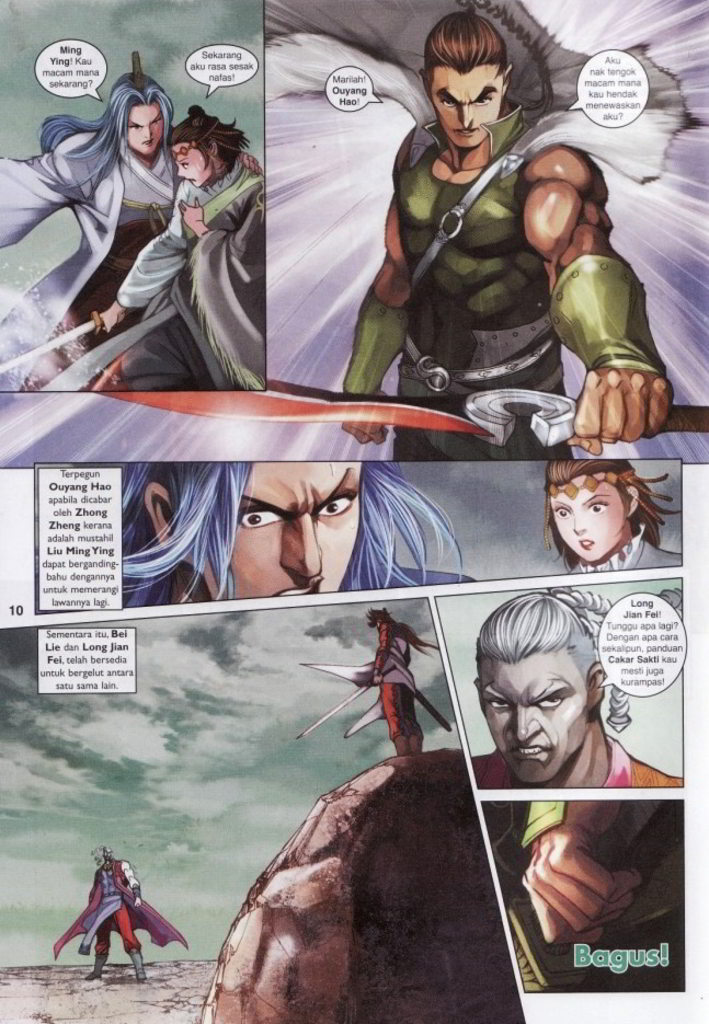 Ming
Ying! Kau
macam mana
sekarang?
Sekarang
aku rasa sesak
nafas!
Marilah!
Ouyang
Hao!
Aku
nak tengok
macam mana
kau hendak
menewaskan
aku?
Terpegun
Ouyang Hao
apabila dicabar
oleh Zhong
Zheng kerana
adalah mustahil
Liu Ming Ying
dapat berganding-
bahu dengannya
untuk memerangi
lawannya lagi.
10
Sementara itu, Bei
Lie dan Long Jian
Fei, telah bersedia
untuk bergelut antara
satu sama lain.
Long
Jian Fei!
Tunggu apa lagi?
Dengan apa cara
sekalipun, panduan
Cakar Sakti kau
mesti juga
kurampas!
Bagus!